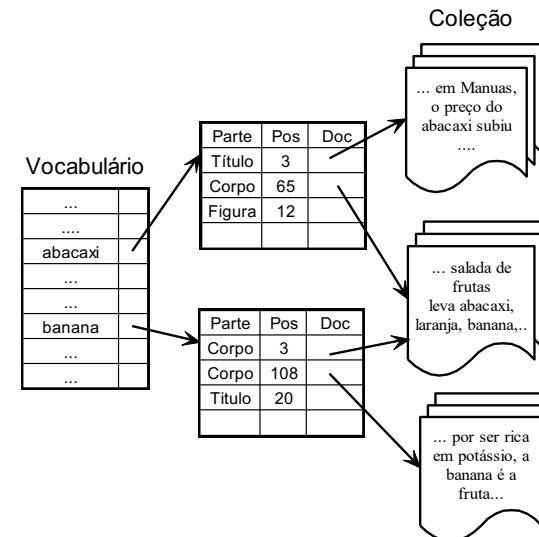 Coleção
... em Manuas,
o preço do
abacaxi subiu
....
Parte Pos Doc
Título 3
Corpo 65
Figura 12
Vocabulário
...
....
abacaxi
...
...
banana
...
...
... salada de
frutas
leva abacaxi,
laranja, banana,..
Parte Pos Doc
Corpo 3
Corpo 108
Titulo 20
... por ser rica
em potássio, a
banana é a
fruta...